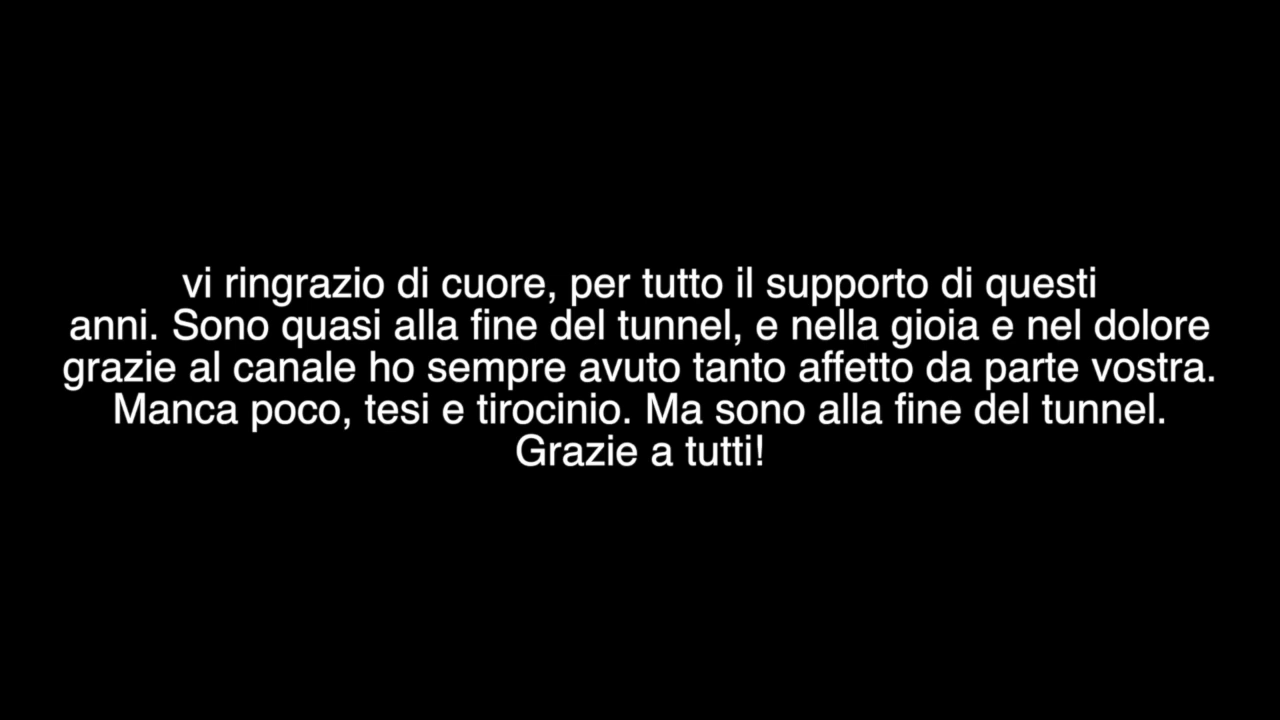 vi ringrazio di cuore, per tutto il supporto di questi
anni. Sono quasi alla fine del tunnel, e nella gioia e nel dolore
grazie al canale ho sempre avuto tanto affetto da parte vostra.
Manca poco, tesi e tirocinio. Ma sono alla fine del tunnel.
Grazie a tutti!